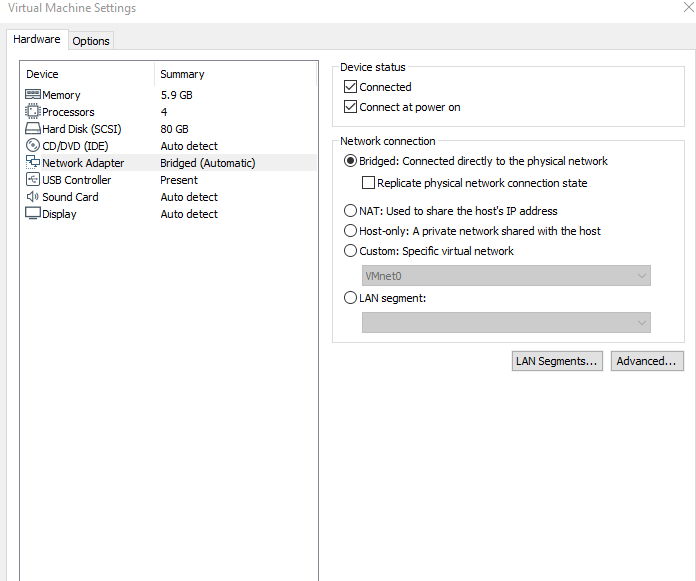 Virtual Machine Settings
Hardware Options
Device Summary
Memory 5.9 GB
Processors 4
Hard Disk (SCSI) 80 GB
CD/DVD (IDE) Auto detect
Network Adapter Bridged (Automatic)
USB Controller Present
Sound Card Auto detect
Display Auto detect
Device status
Connected
Connect at power on
Network connection
Bridged: Connected directly to the physical network
Replicate physical network connection state
NAT: Used to share the host's IP address
Host-only: A private network shared with the host
Custom: Specific virtual network
VMnet0
LAN segment:
LAN Segments... Advanced...